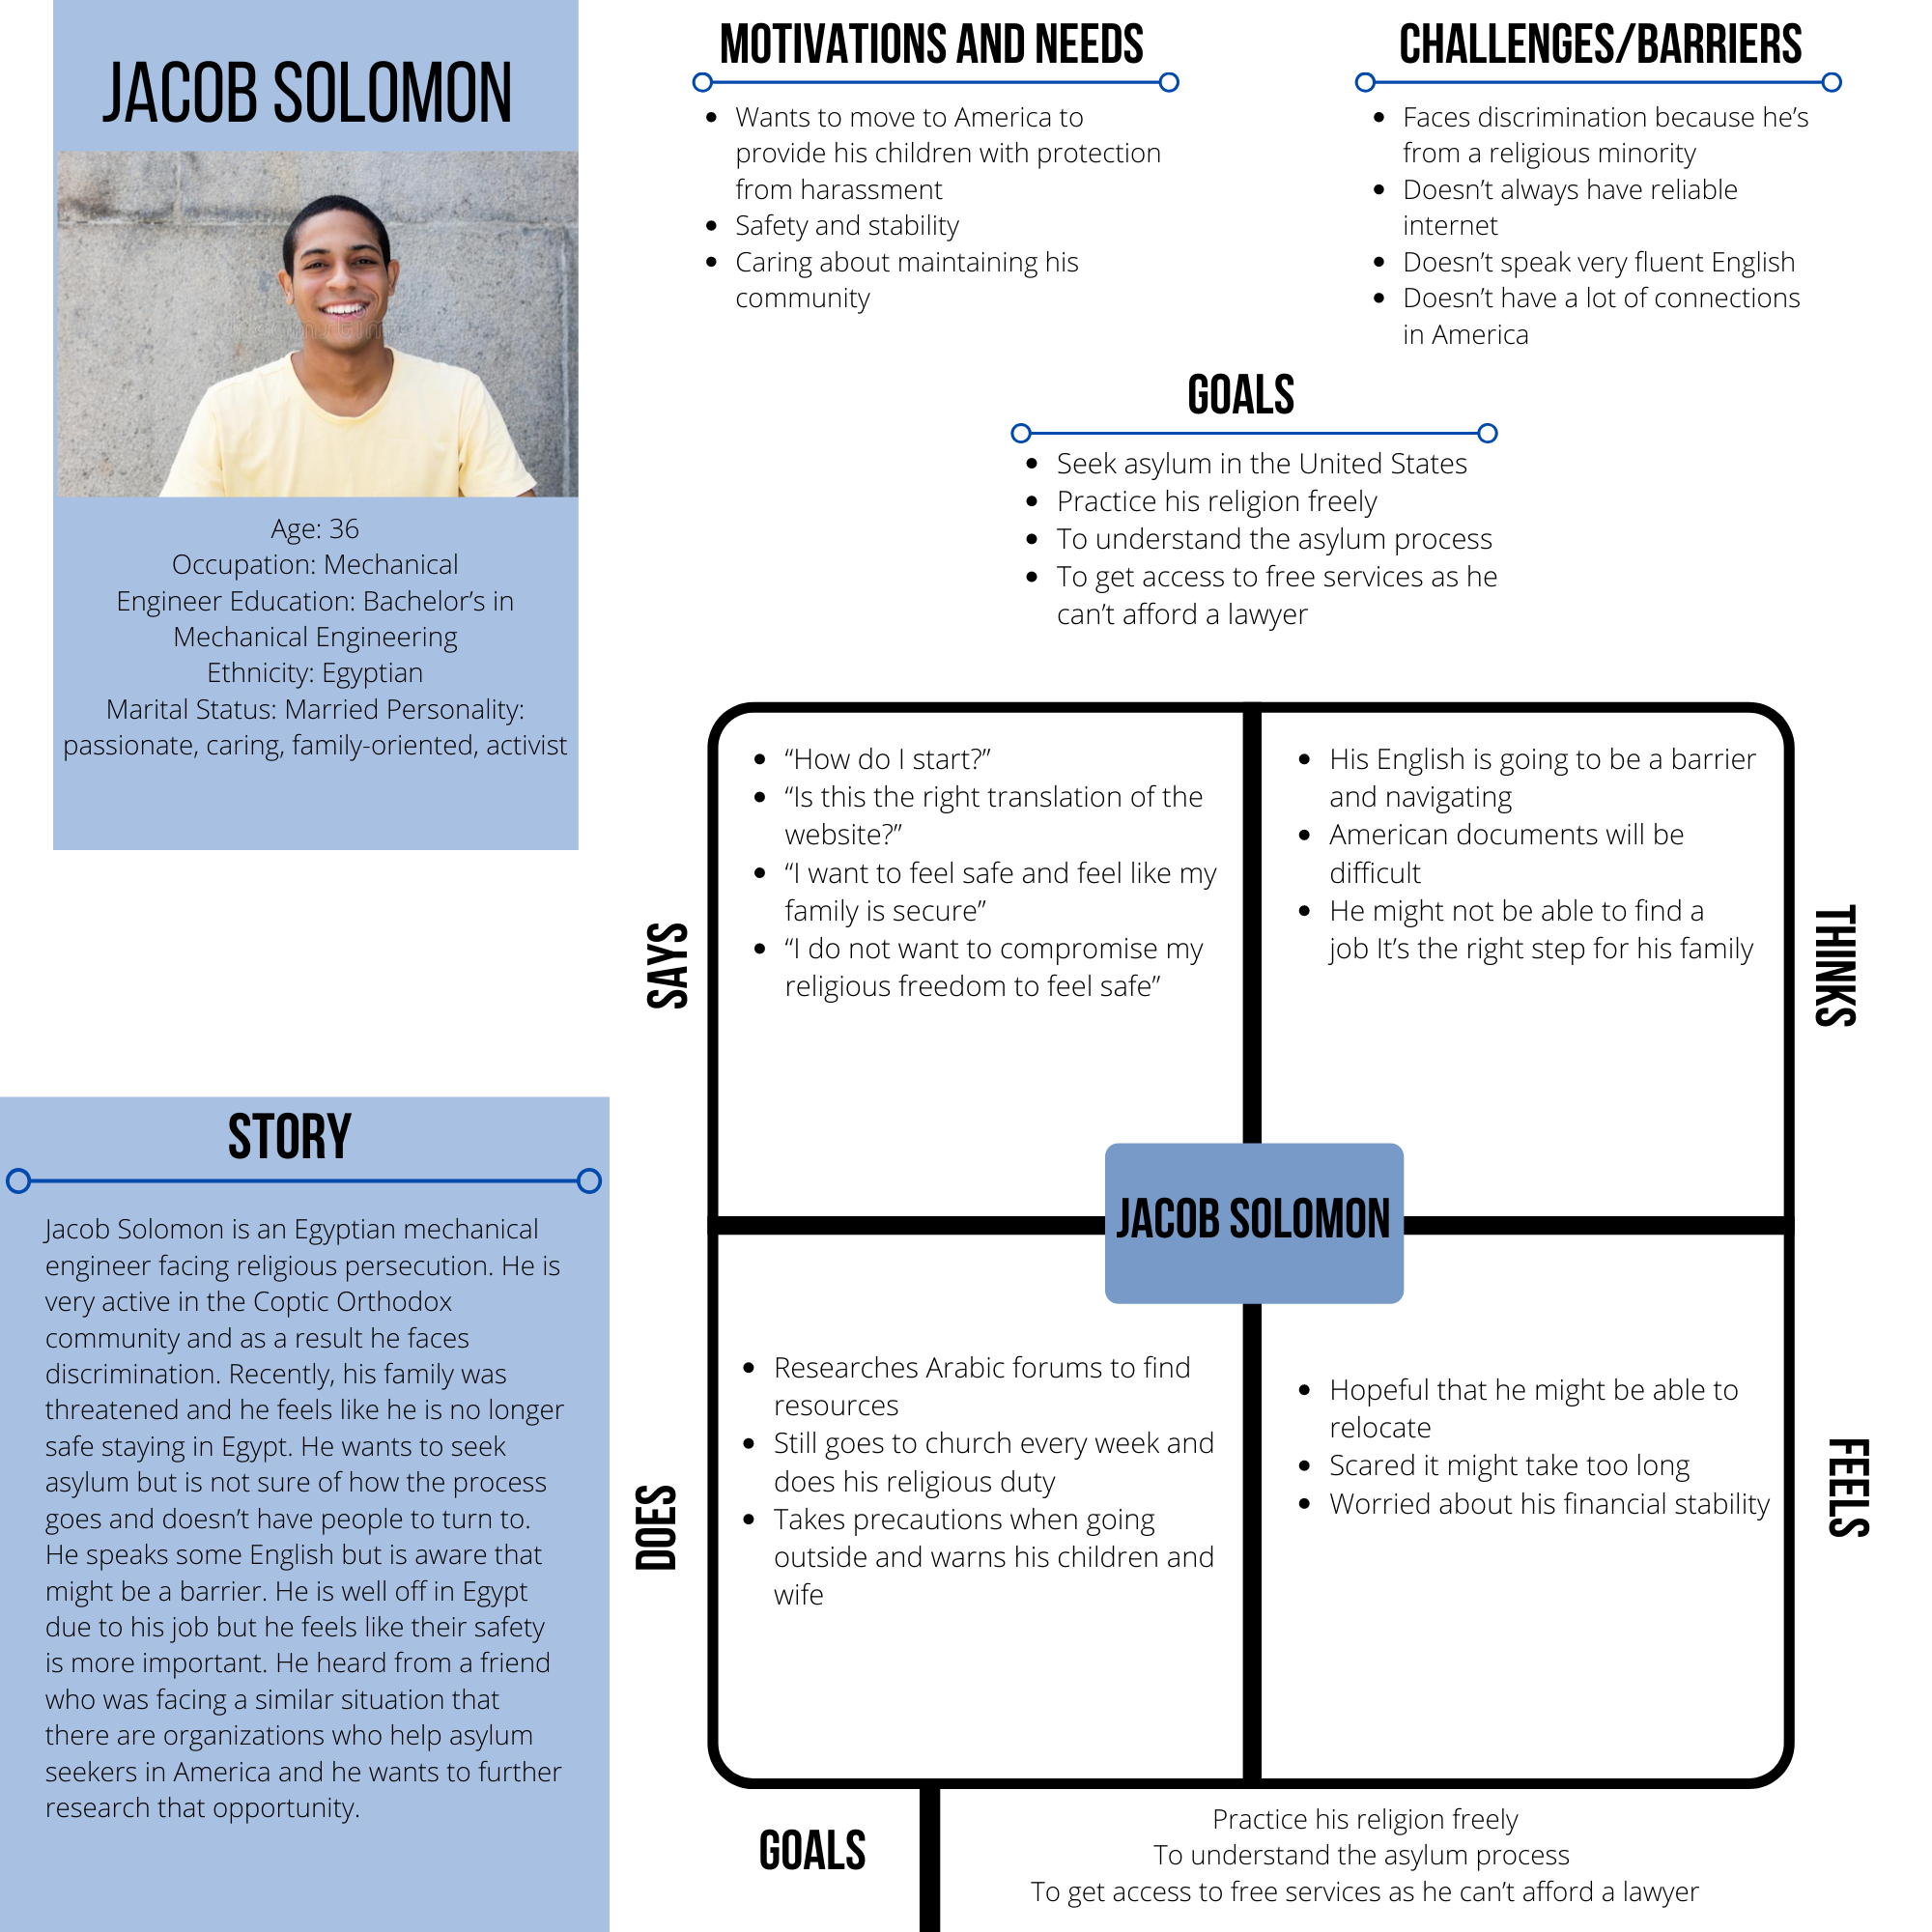 JACOB SOLOMON
Age: 36
Occupation: Mechanical
Engineer Education: Bachelor's in
Mechanical Engineering
Ethnicity: Egyptian
Marital Status: Married Personality:
passionate, caring, family-oriented, activist
MOTIVATIONS AND NEEDS
• Wants to move to America to
provide his children with protection
from harassment
• Safety and stability
• Caring about maintaining his
community
CHALLENGES/BARRIERS
• Faces discrimination because he's
from a religious minority
• Doesn't always have reliable
internet
• Doesn't speak very fluent English
• Doesn't have a lot of connections
in America
GOALS
• Seek asylum in the United States
• Practice his religion freely
• To understand the asylum process
• To get access to free services as he
can't afford a lawyer
STORY
Jacob Solomon is an Egyptian mechanical
engineer facing religious persecution. He is
very active in the Coptic Orthodox
community and as a result he faces
discrimination. Recently, his family was
threatened and he feels like he is no longer
safe staying in Egypt. He wants to seek
asylum but is not sure of how the process
goes and doesn't have people to turn to.
He speaks some English but is aware that
might be a barrier. He is well off in Egypt
due to his job but he feels like their safety
is more important. He heard from a friend
who was facing a similar situation that
there are organizations who help asylum
seekers in America and he wants to further
research that opportunity.
SAYS
• “How do I start?”
• “Is this the right translation of the
website?”
• “I want to feel safe and feel like my
family is secure”
• “I do not want to compromise my
religious freedom to feel safe”
THINKS
• His English is going to be a barrier
and navigating
• American documents will be
difficult
• He might not be able to find a
job It's the right step for his family
JACOB SOLOMON
DOES
• Researches Arabic forums to find
resources
• Still goes to church every week and
does his religious duty
• Takes precautions when going
outside and warns his children and
wife
FEELS
• Hopeful that he might be able to
relocate
• Scared it might take too long
• Worried about his financial stability
GOALS
Practice his religion freely
To understand the asylum process
To get access to free services as he can't afford a lawyer